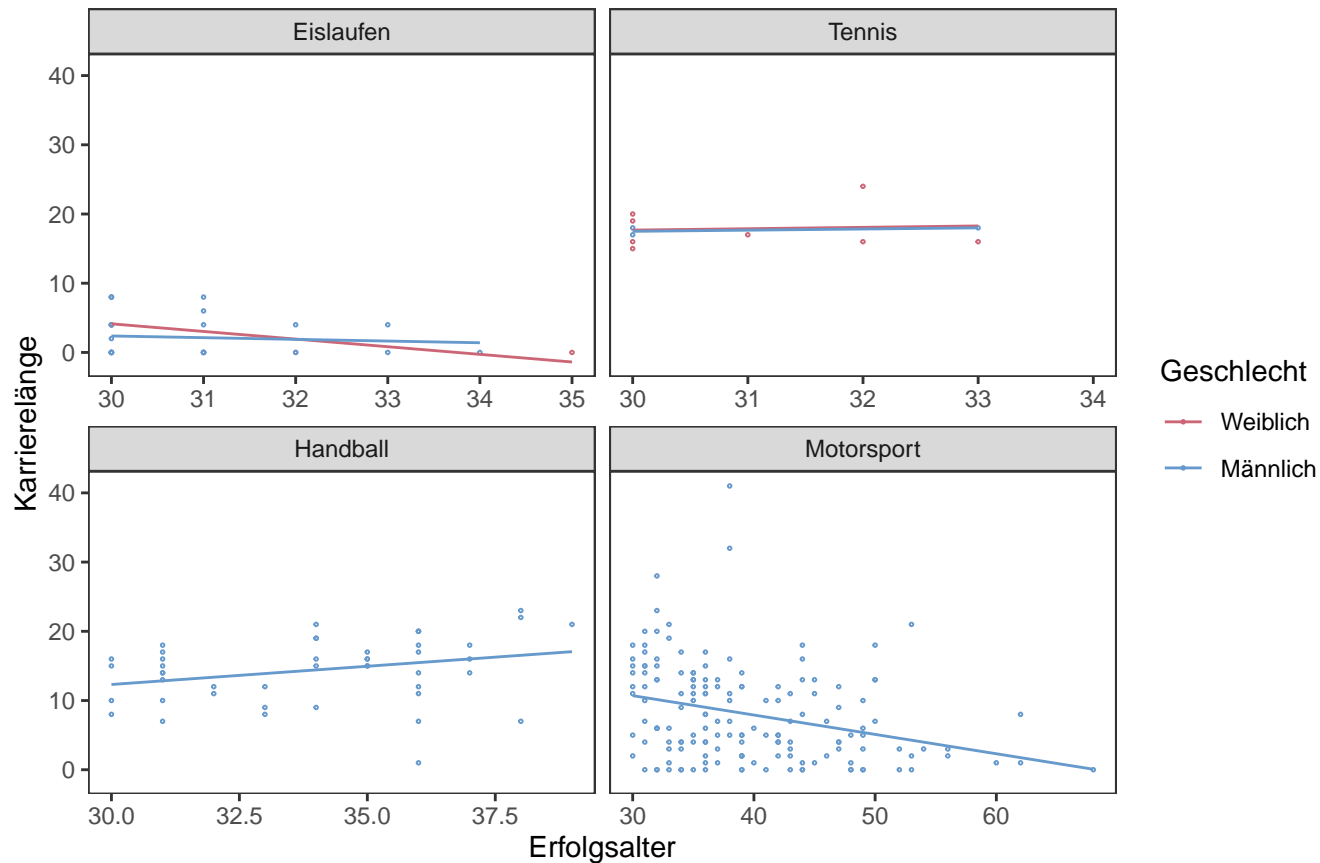 Eislaufen
Tennis
40
30
20
10
0
30 31 32 33 34 35
30 31 32 33 34
Handball
Motorsport
40
30
20
10
0
30.0 32.5 35.0 37.5
30 40 50 60
Karrierelänge
Erfolgsalter
Geschlecht
Weiblich
Männlich